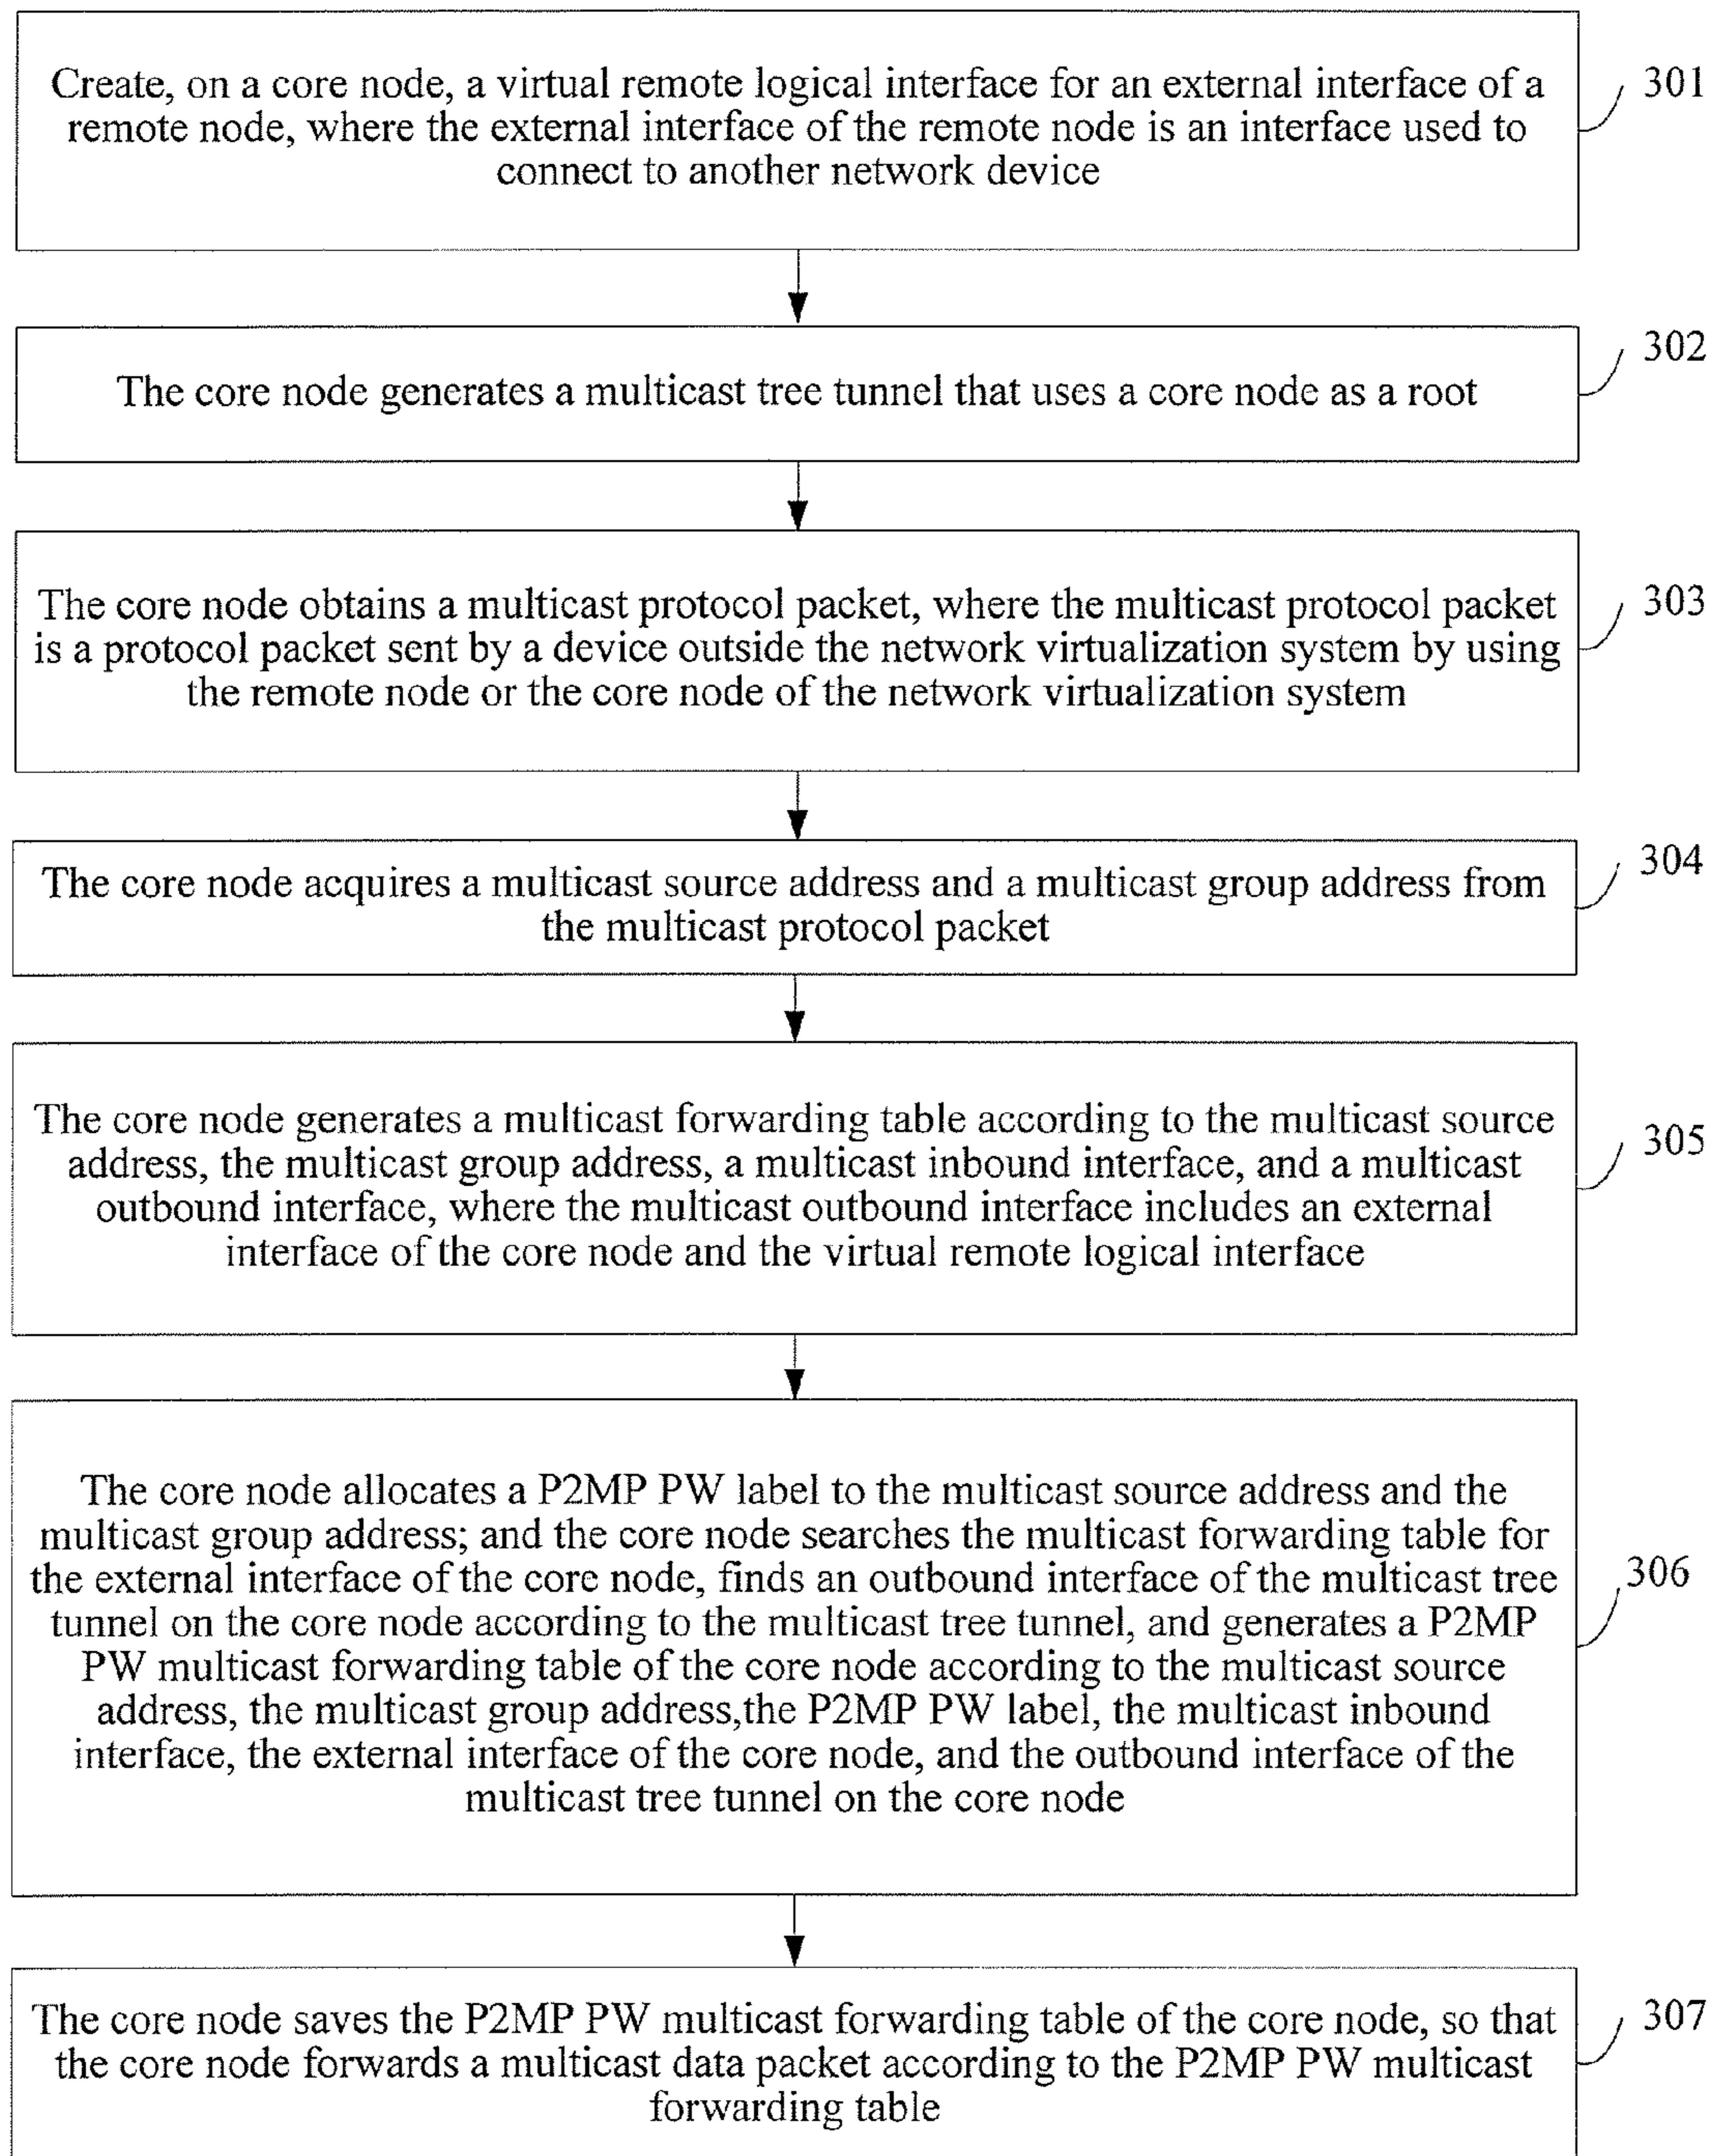 Create, on a core node, a virtual remote logical interface for an external interface of a
remote node, where the external interface of the remote node is an interface used to
connect to another network device
301
The core node generates a multicast tree tunnel that uses a core node as a root
302
The core node obtains a multicast protocol packet, where the multicast protocol packet
is a protocol packet sent by a device outside the network virtualization system by using
the remote node or the core node of the network virtualization system
303
The core node acquires a multicast source address and a multicast group address from
the multicast protocol packet
304
The core node generates a multicast forwarding table according to the multicast source
address, the multicast group address, a multicast inbound interface, and a multicast
outbound interface, where the multicast outbound interface includes an external
interface of the core node and the virtual remote logical interface
305
The core node allocates a P2MP PW label to the multicast source address and the
multicast group address; and the core node searches the multicast forwarding table for
the external interface of the core node, finds an outbound interface of the multicast tree
tunnel on the core node according to the multicast tree tunnel, and generates a P2MP
PW multicast forwarding table of the core node according to the multicast source
address, the multicast group address,the P2MP PW label, the multicast inbound
interface, the external interface of the core node, and the outbound interface of the
multicast tree tunnel on the core node
306
The core node saves the P2MP PW multicast forwarding table of the core node, so that
the core node forwards a multicast data packet according to the P2MP PW multicast
forwarding table
307